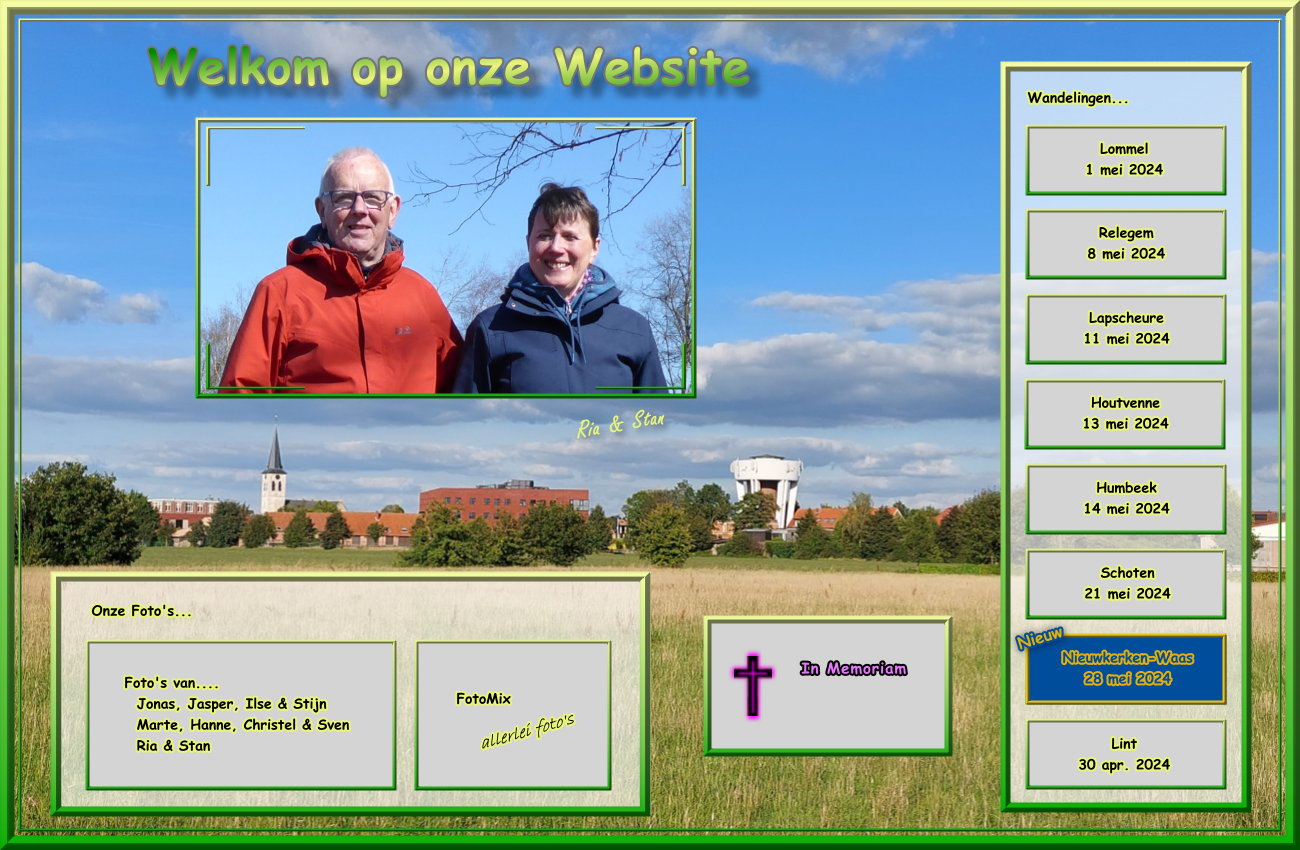 Welkom op onze Website
Ria & Stan
Wandelingen...
Lommel
1 mei 2024
Relegem
8 mei 2024
Lapscheure
11 mei 2024
Houtvenne
13 mei 2024
Humbeek
14 mei 2024
Schoten
21 mei 2024
Nieuw
Nieuwkerken-Waas
28 mei 2024
Lint
30 apr. 2024
Onze Foto's...
Foto's van....
Jonas, Jasper, Ilse & Stijn
Marte, Hanne, Christel & Sven
Ria & Stan
FotoMix
allerlei foto's
In Memoriam